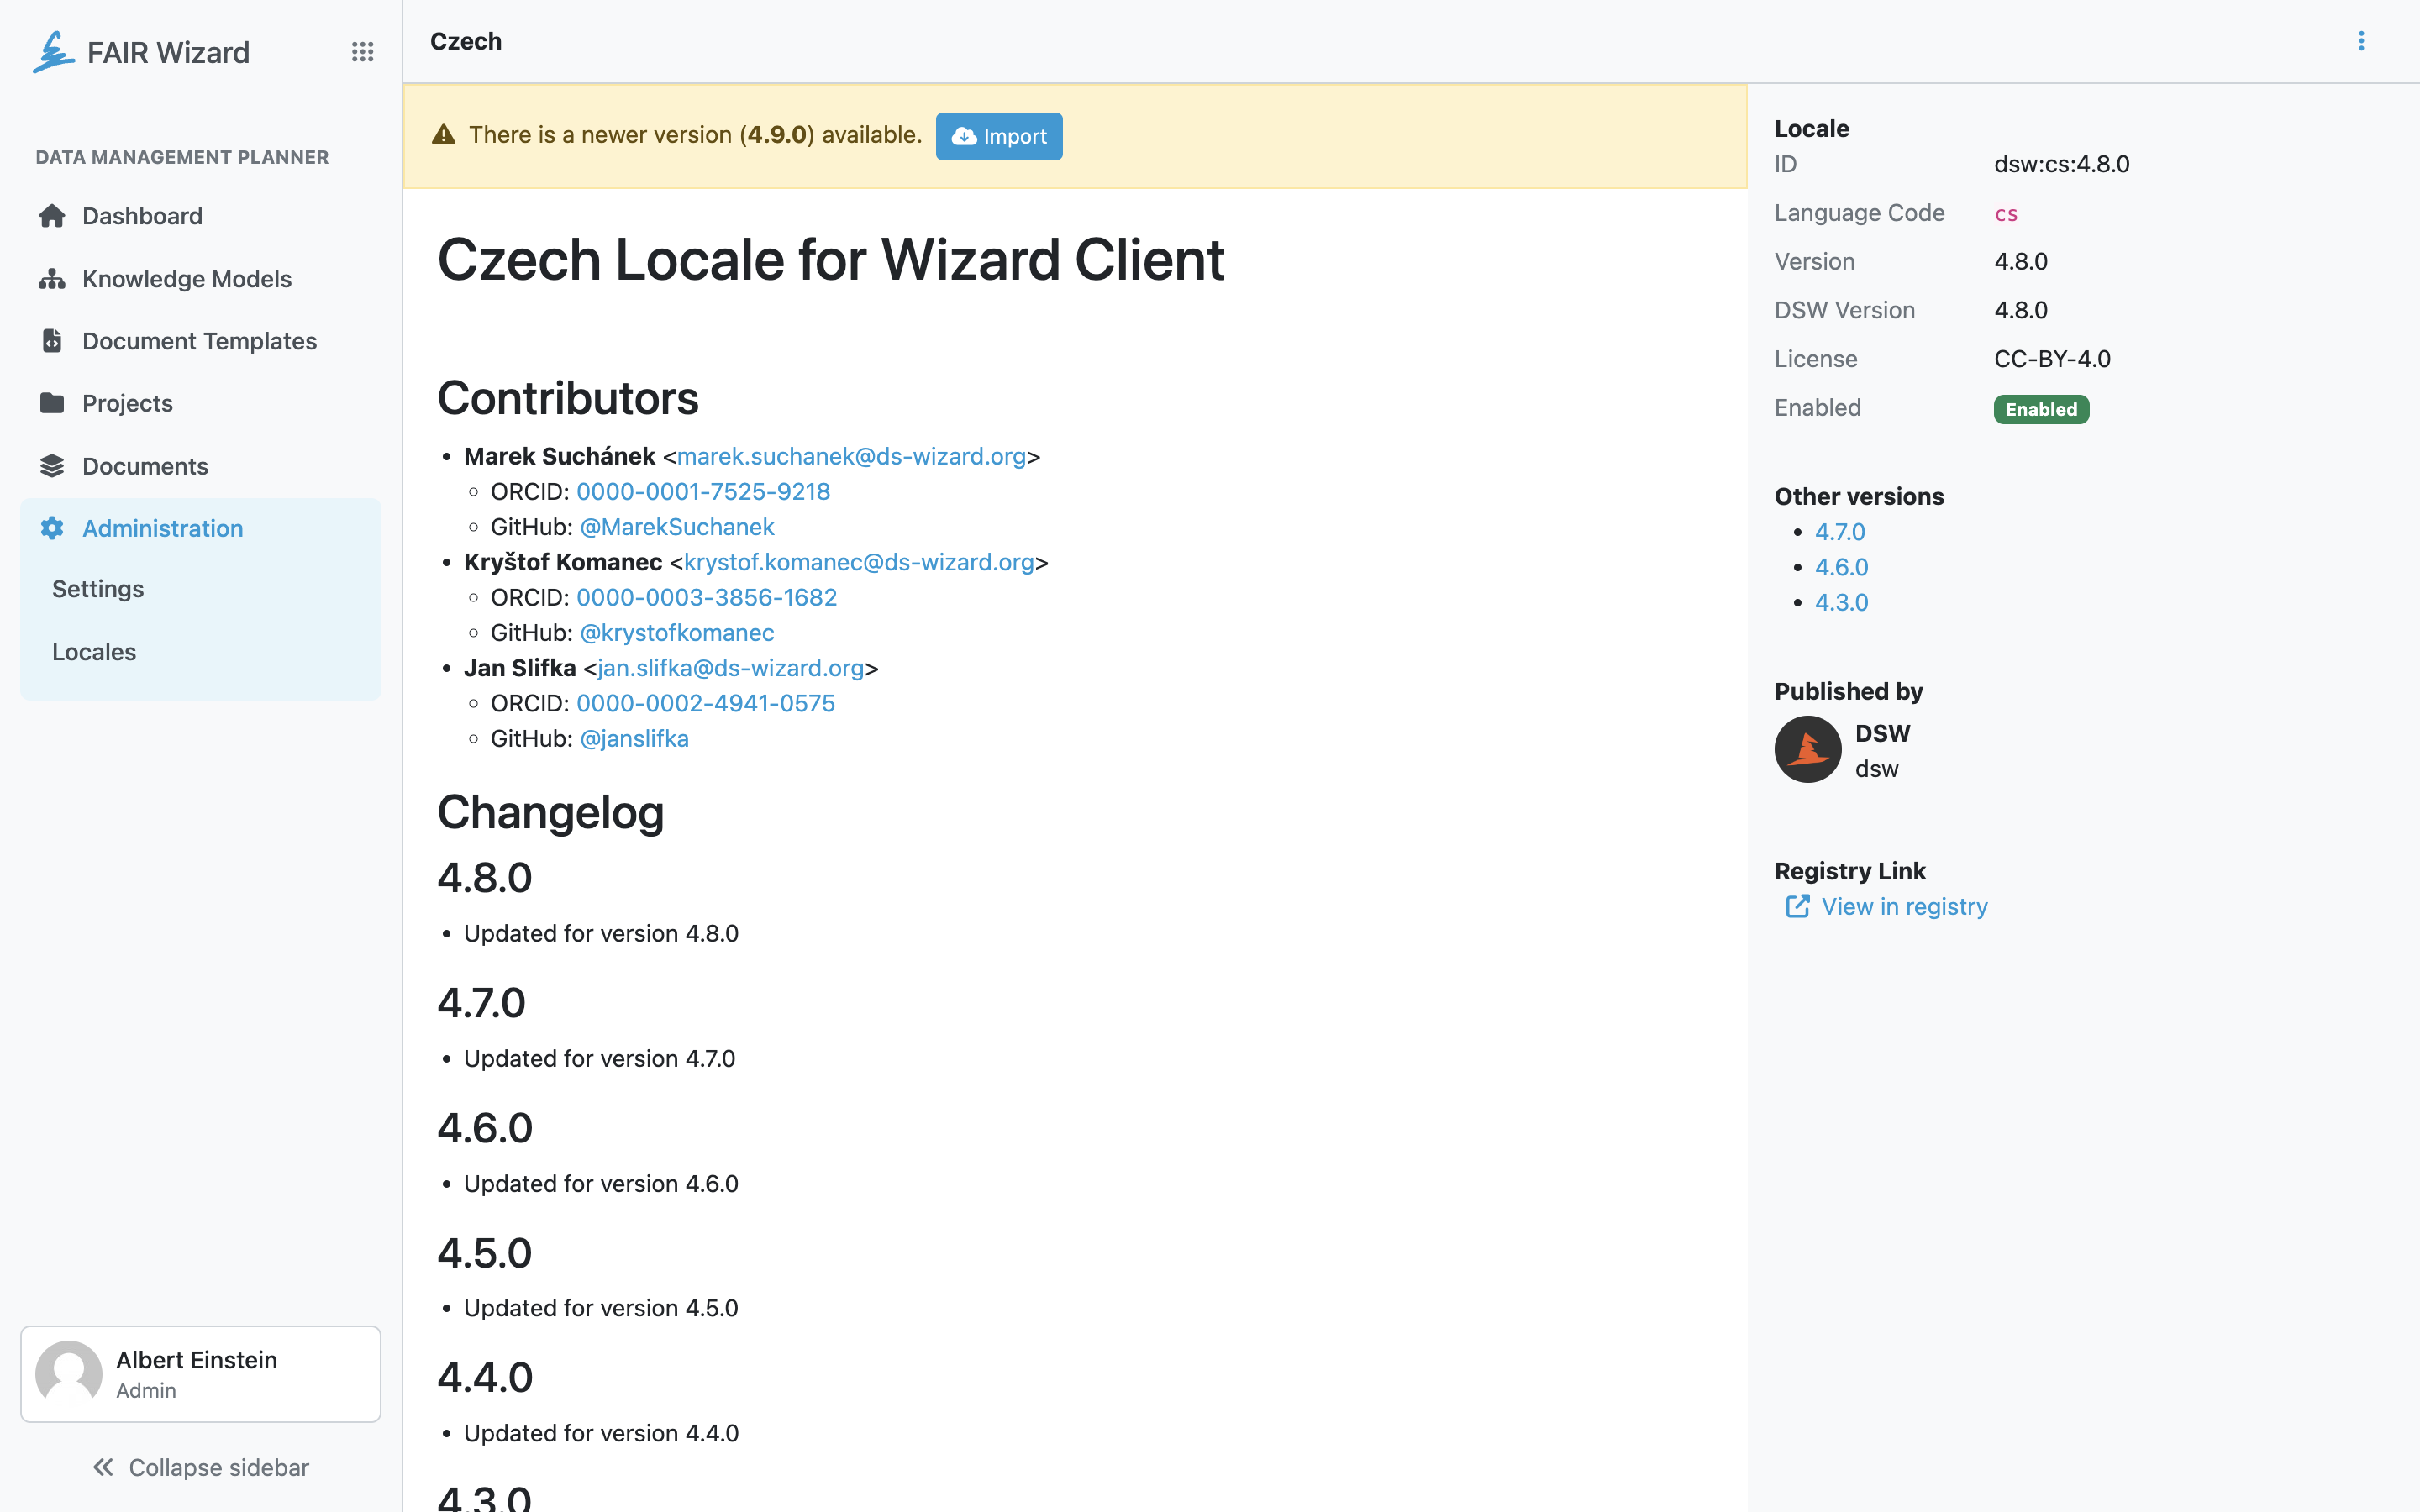 FAIR Wizard
DATA MANAGEMENT PLANNER
Dashboard
Knowledge Models
Document Templates
Projects
Documents
Administration
Settings
Locales
Albert Einstein
Admin
Collapse sidebar
Czech
There is a newer version (4.9.0) available. Import
Czech Locale for Wizard Client
Contributors
• Marek Suchánek <marek.suchanek@ds-wizard.org>
◦ ORCID: 0000-0001-7525-9218
◦ GitHub: @MarekSuchanek
• Kryštof Komanec <krystof.komanec@ds-wizard.org>
◦ ORCID: 0000-0003-3856-1682
◦ GitHub: @krystofkomanec
• Jan Slifka <jan.slifka@ds-wizard.org>
◦ ORCID: 0000-0002-4941-0575
◦ GitHub: @janslifka
Changelog
4.8.0
• Updated for version 4.8.0
4.7.0
• Updated for version 4.7.0
4.6.0
• Updated for version 4.6.0
4.5.0
• Updated for version 4.5.0
4.4.0
• Updated for version 4.4.0
4.3.0
Locale
ID dsw:cs:4.8.0
Language Code cs
Version 4.8.0
DSW Version 4.8.0
License CC-BY-4.0
Enabled Enabled
Other versions
• 4.7.0
• 4.6.0
• 4.3.0
Published by
DSW
dsw
Registry Link
View in registry